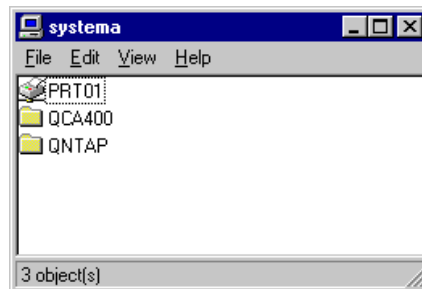 systema
File Edit View Help
PRT01
QCA400
QNTAP
3 object(s)